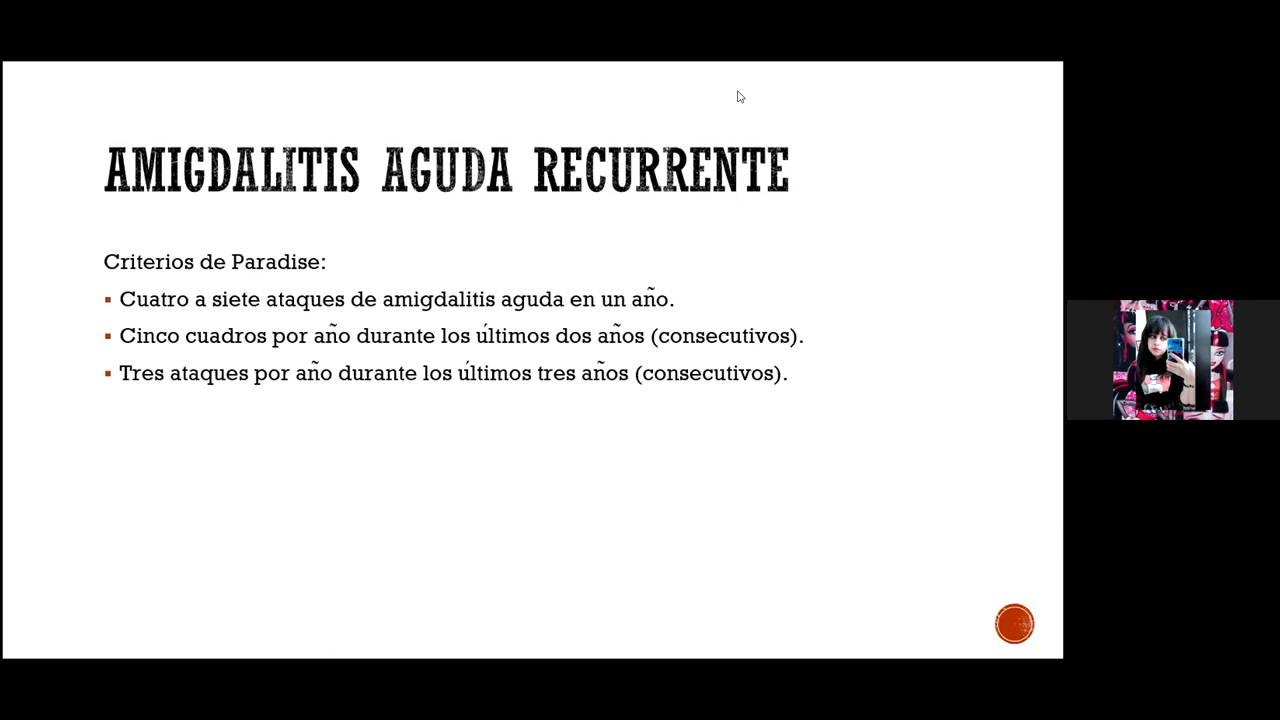 AMIGDALITIS AGUDA RECURRENTE
Criterios de Paradise:
▪ Cuatro a siete ataques de amigdalitis aguda en un año.
▪ Cinco cuadros por año durante los últimos dos años (consecutivos).
▪ Tres ataques por año durante los últimos tres años (consecutivos).